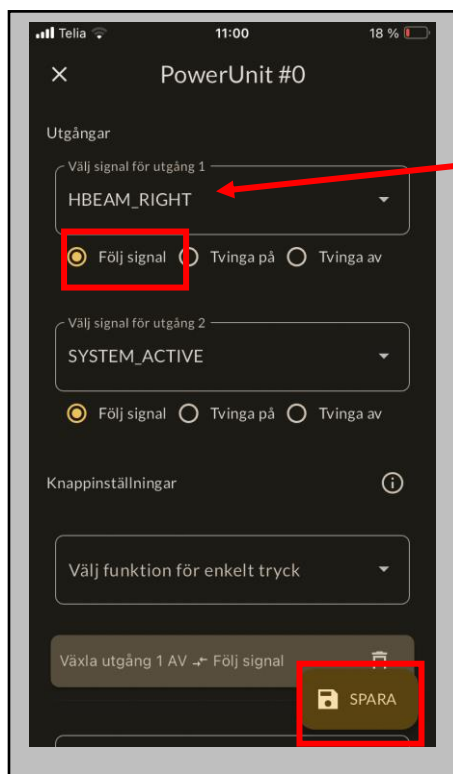 Telia 11:00 18 %
PowerUnit #0
Utgångar
Välj signal för utgång 1
HBEAM_RIGHT
Följ signal Tvinga på Tvinga av
Välj signal för utgång 2
SYSTEM_ACTIVE
Följ signal Tvinga på Tvinga av
Knappinställningar
Välj funktion för enkelt tryck
Växla utgång 1 AV Följ signal
SPARA